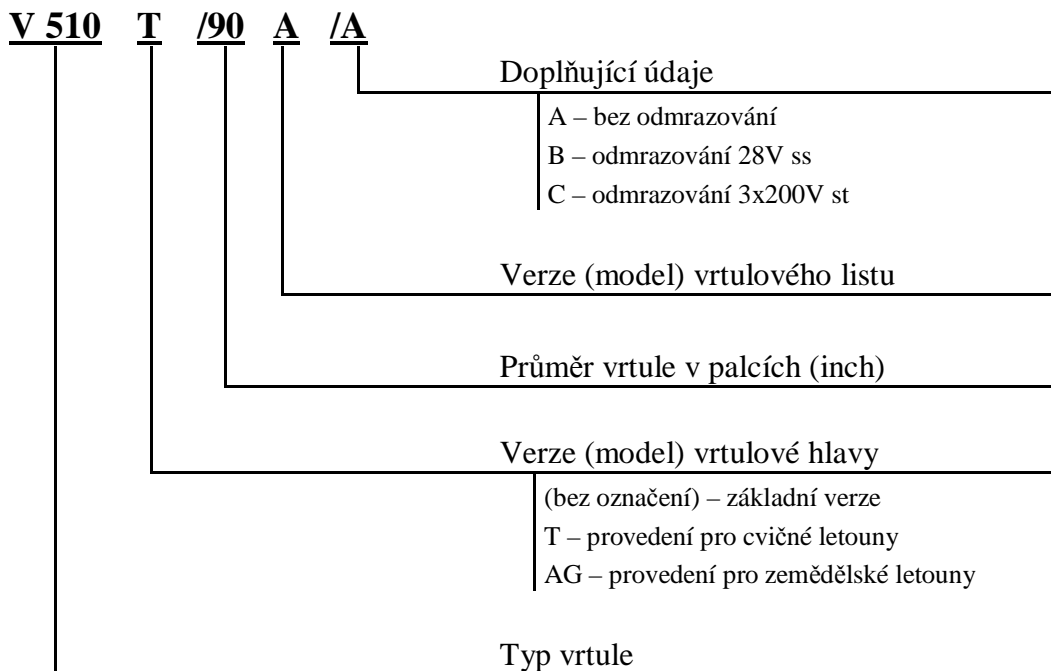 V 510 T /90 A /A
Doplňující údaje
A – bez odmrazování
B – odmrazování 28V ss
C – odmrazování 3x200V st
Verze (model) vrtulového listu
Průměr vrtule v palcích (inch)
Verze (model) vrtulové hlavy
(bez označení) – základní verze
T – provedení pro cvičné letouny
AG – provedení pro zemědělské letouny
Typ vrtule